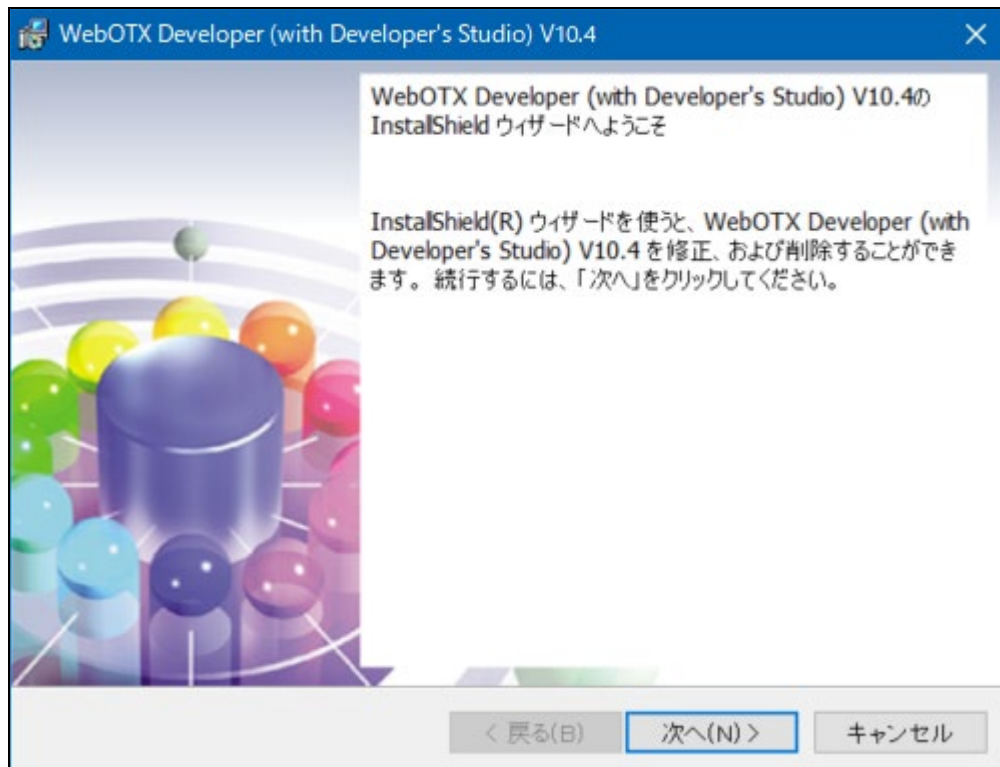 WebOTX Developer (with Developer's Studio) V10.4
WebOTX Developer (with Developer's Studio) V10.4の
InstallShield ウィザードへようこそ
InstallShield(R) ウィザードを使うと、WebOTX Developer (with
Developer's Studio) V10.4 を修正、および削除することができ
ます。続行するには、「次へ」をクリックしてください。
< 戻る(B)
次へ(N) >
キャンセル